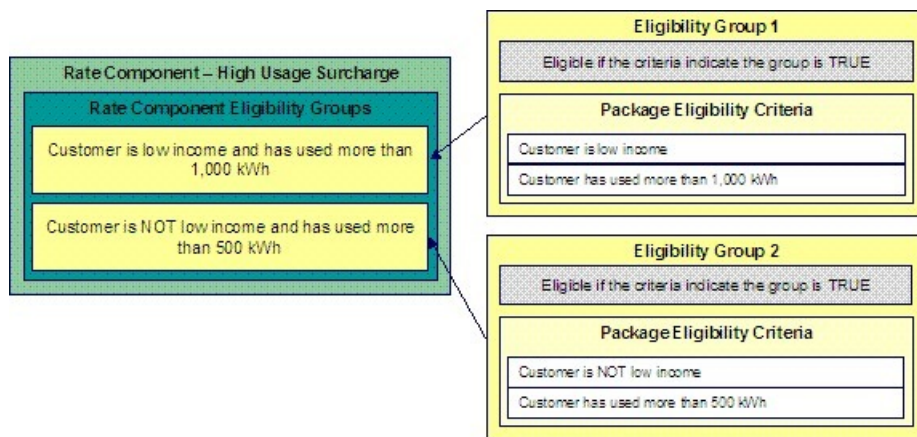 Rate Component – High Usage Surcharge
Rate Component Eligibility Groups
Customer is low income and has used more than
1,000 kWh
Customer is NOT low income and has used more
than 500 kWh
Eligibility Group 1
Eligible if the criteria indicate the group is TRUE
Package Eligibility Criteria
Customer is low income
Customer has used more than 1,000 kWh
Eligibility Group 2
Eligible if the criteria indicate the group is TRUE
Package Eligibility Criteria
Customer is NOT low income
Customer has used more than 500 kWh